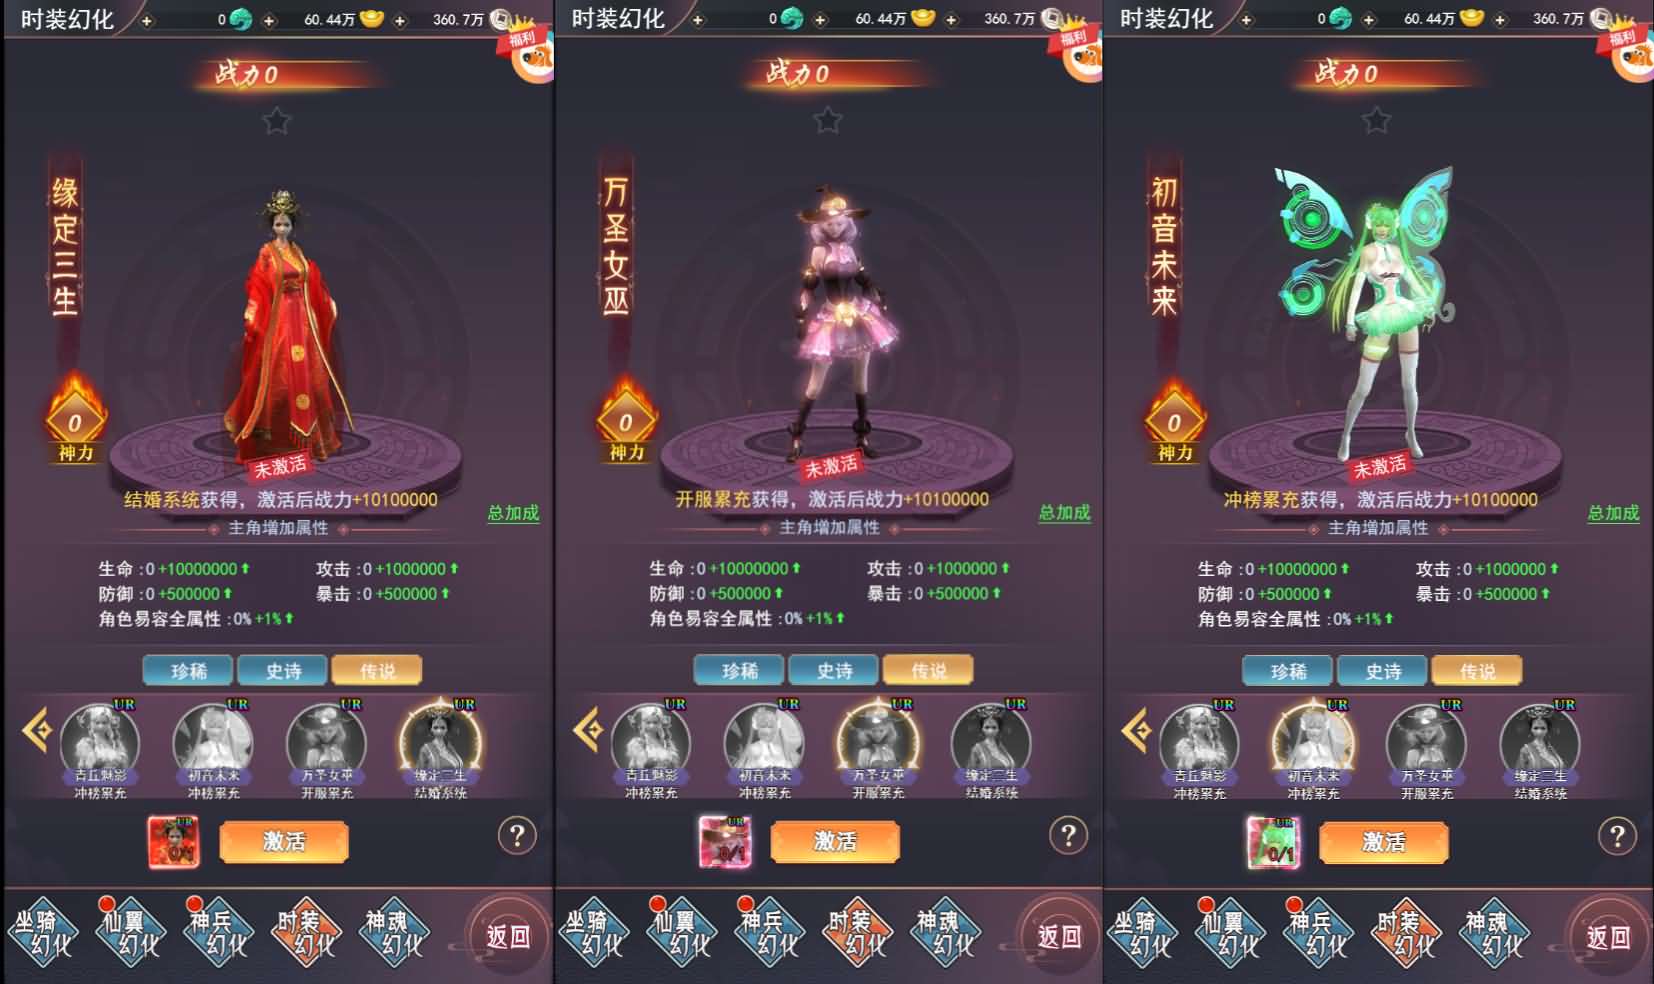 时装幻化
0
60.44万
360.7万
福利
战力0
缘定三生
0
神力
未激活
结婚系统获得，激活后战力+10100000
总加成
主角增加属性
生命:0+10000000
攻击:0+1000000
防御:0+500000
暴击:0+500000
角色易容全属性:0%+1%
珍稀
史诗
传说
UR
UR
UR
UR
青丘魅影
初音未来
万圣女巫
缘定三生
冲榜累充
冲榜累充
开服累充
结婚系统
UR
0/1
激活
?
坐骑幻化
仙翼幻化
神兵幻化
时装幻化
神魂幻化
返回
时装幻化
0
60.44万
360.7万
福利
战力0
万圣女巫
0
神力
未激活
开服累充获得，激活后战力+10100000
总加成
主角增加属性
生命:0+10000000
攻击:0+1000000
防御:0+500000
暴击:0+500000
角色易容全属性:0%+1%
珍稀
史诗
传说
UR
UR
UR
UR
青丘魅影
初音未来
万圣女巫
缘定三生
冲榜累充
冲榜累充
开服累充
结婚系统
UR
0/1
激活
?
坐骑幻化
仙翼幻化
神兵幻化
时装幻化
神魂幻化
返回
时装幻化
0
60.44万
360.7万
福利
战力0
初音未来
0
神力
未激活
冲榜累充获得，激活后战力+10100000
总加成
主角增加属性
生命:0+10000000
攻击:0+1000000
防御:0+500000
暴击:0+500000
角色易容全属性:0%+1%
珍稀
史诗
传说
UR
UR
UR
UR
青丘魅影
初音未来
万圣女巫
缘定三生
冲榜累充
冲榜累充
开服累充
结婚系统
UR
0/1
激活
?
坐骑幻化
仙翼幻化
神兵幻化
时装幻化
神魂幻化
返回